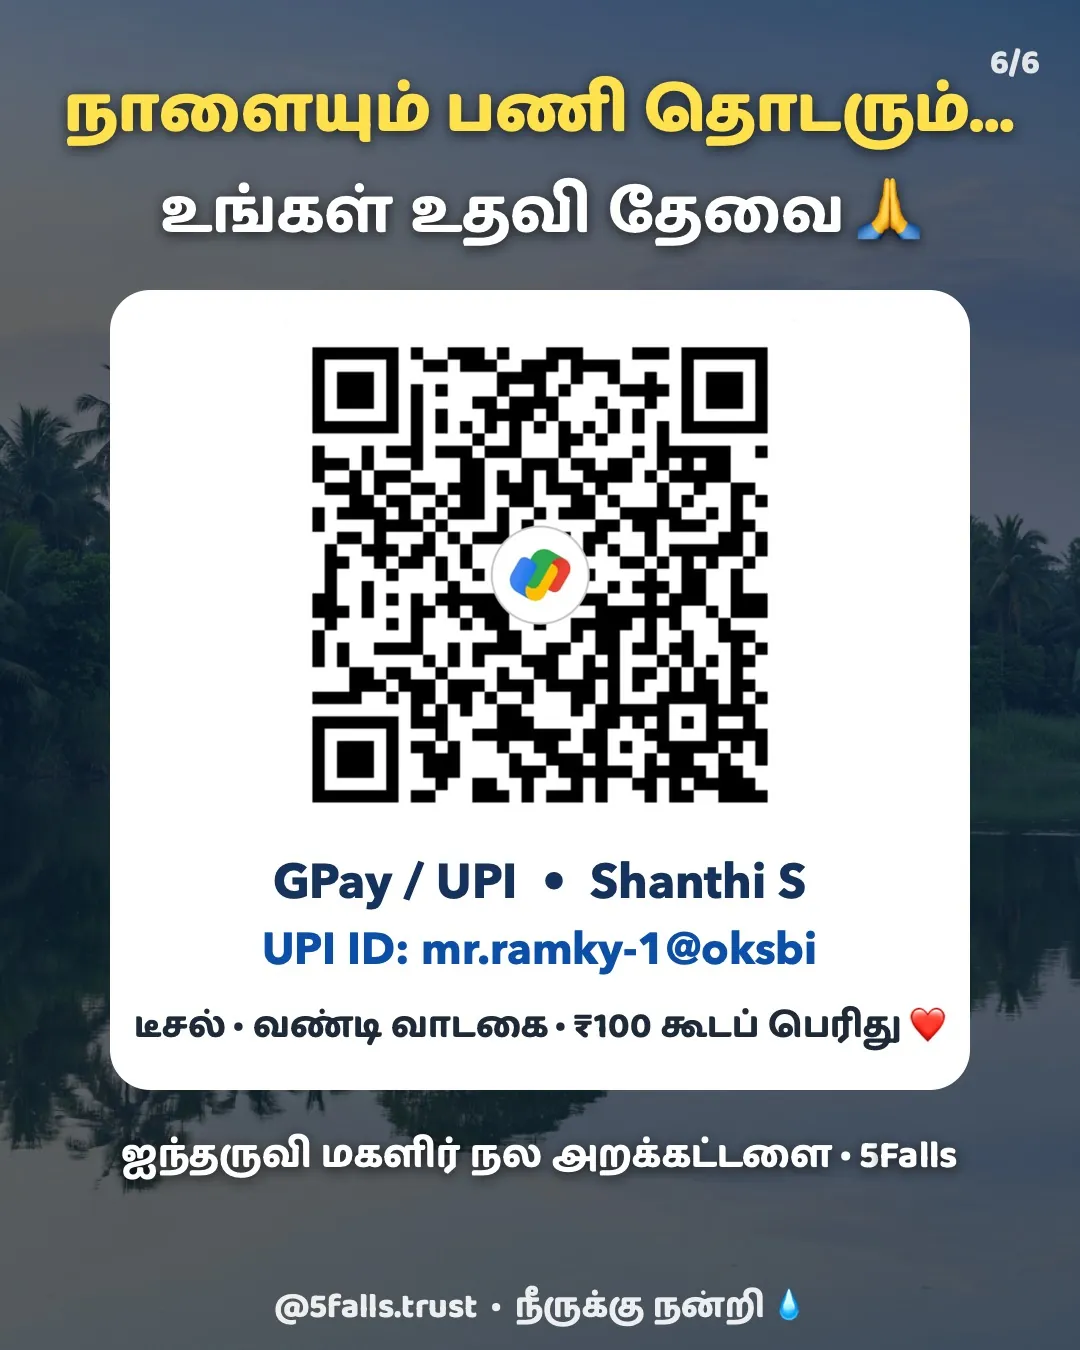 6/6
நாளையும் பணி தொடரும்...
உங்கள் உதவி தேவை 🙏
GPay / UPI • Shanthi S
UPI ID: mr.ramky-1@oksbi
டீசல் • வண்டி வாடகை • ₹100 கூடப் பெரிது ❤️
ஐந்தருவி மகளிர் நல அறக்கட்டளை • 5Falls
@5falls.trust • நீருக்கு நன்றி 💧